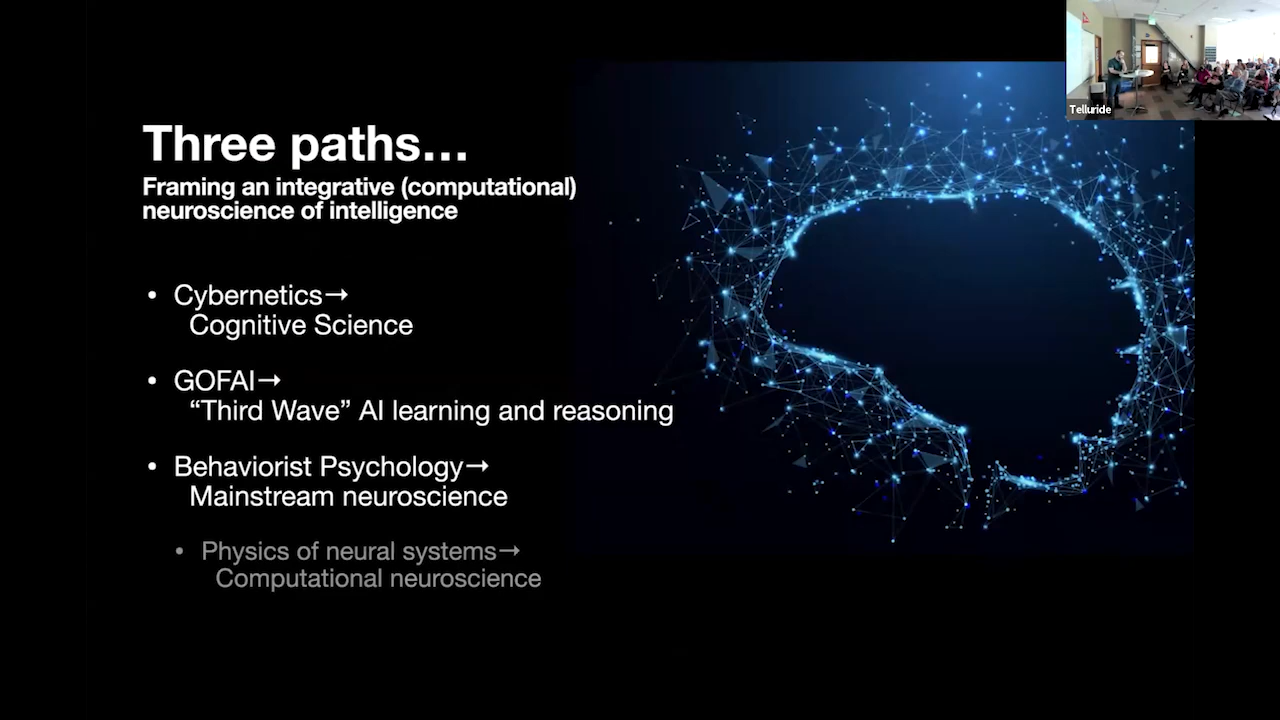 Three paths…
Framing an integrative (computational)
neuroscience of intelligence
• Cybernetics→
Cognitive Science
• GOFAI→
“Third Wave” AI learning and reasoning
• Behaviorist Psychology→
Mainstream neuroscience
• Physics of neural systems→
Computational neuroscience
Telluride